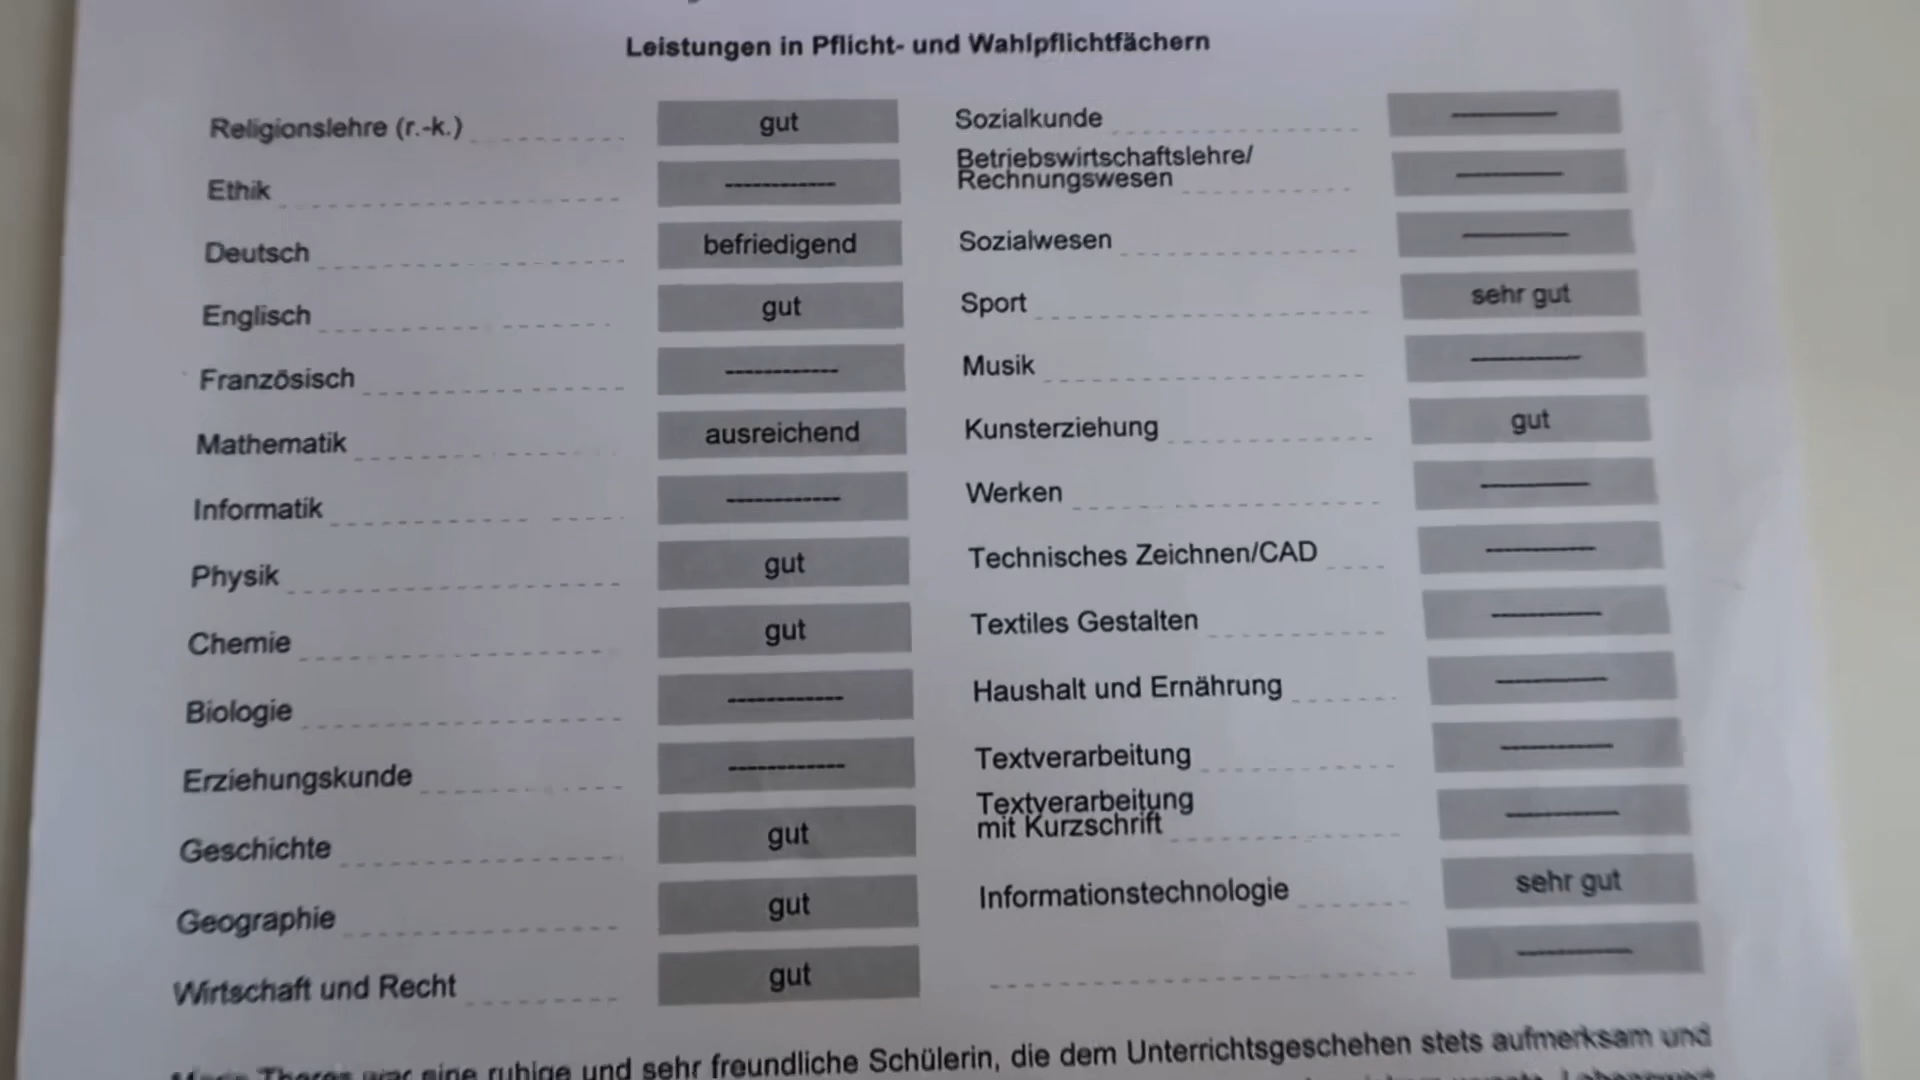 Leistungen in Pflicht- und Wahlpflichtfächern
Religionslehre (r.-k.) gut
Ethik ------------
Deutsch befriedigend
Englisch gut
Französisch ------------
Mathematik ausreichend
Informatik ------------
Physik gut
Chemie gut
Biologie ------------
Erziehungskunde ------------
Geschichte gut
Geographie gut
Wirtschaft und Recht gut
Sozialkunde ------------
Betriebswirtschaftslehre/
Rechnungswesen ------------
Sozialwesen ------------
Sport sehr gut
Musik ------------
Kunsterziehung gut
Werken ------------
Technisches Zeichnen/CAD ------------
Textiles Gestalten ------------
Haushalt und Ernährung ------------
Textverarbeitung ------------
Textverarbeitung
mit Kurzschrift ------------
Informationstechnologie sehr gut
------------
war eine ruhige und sehr freundliche Schülerin, die dem Unterrichtsgeschehen stets aufmerksam und